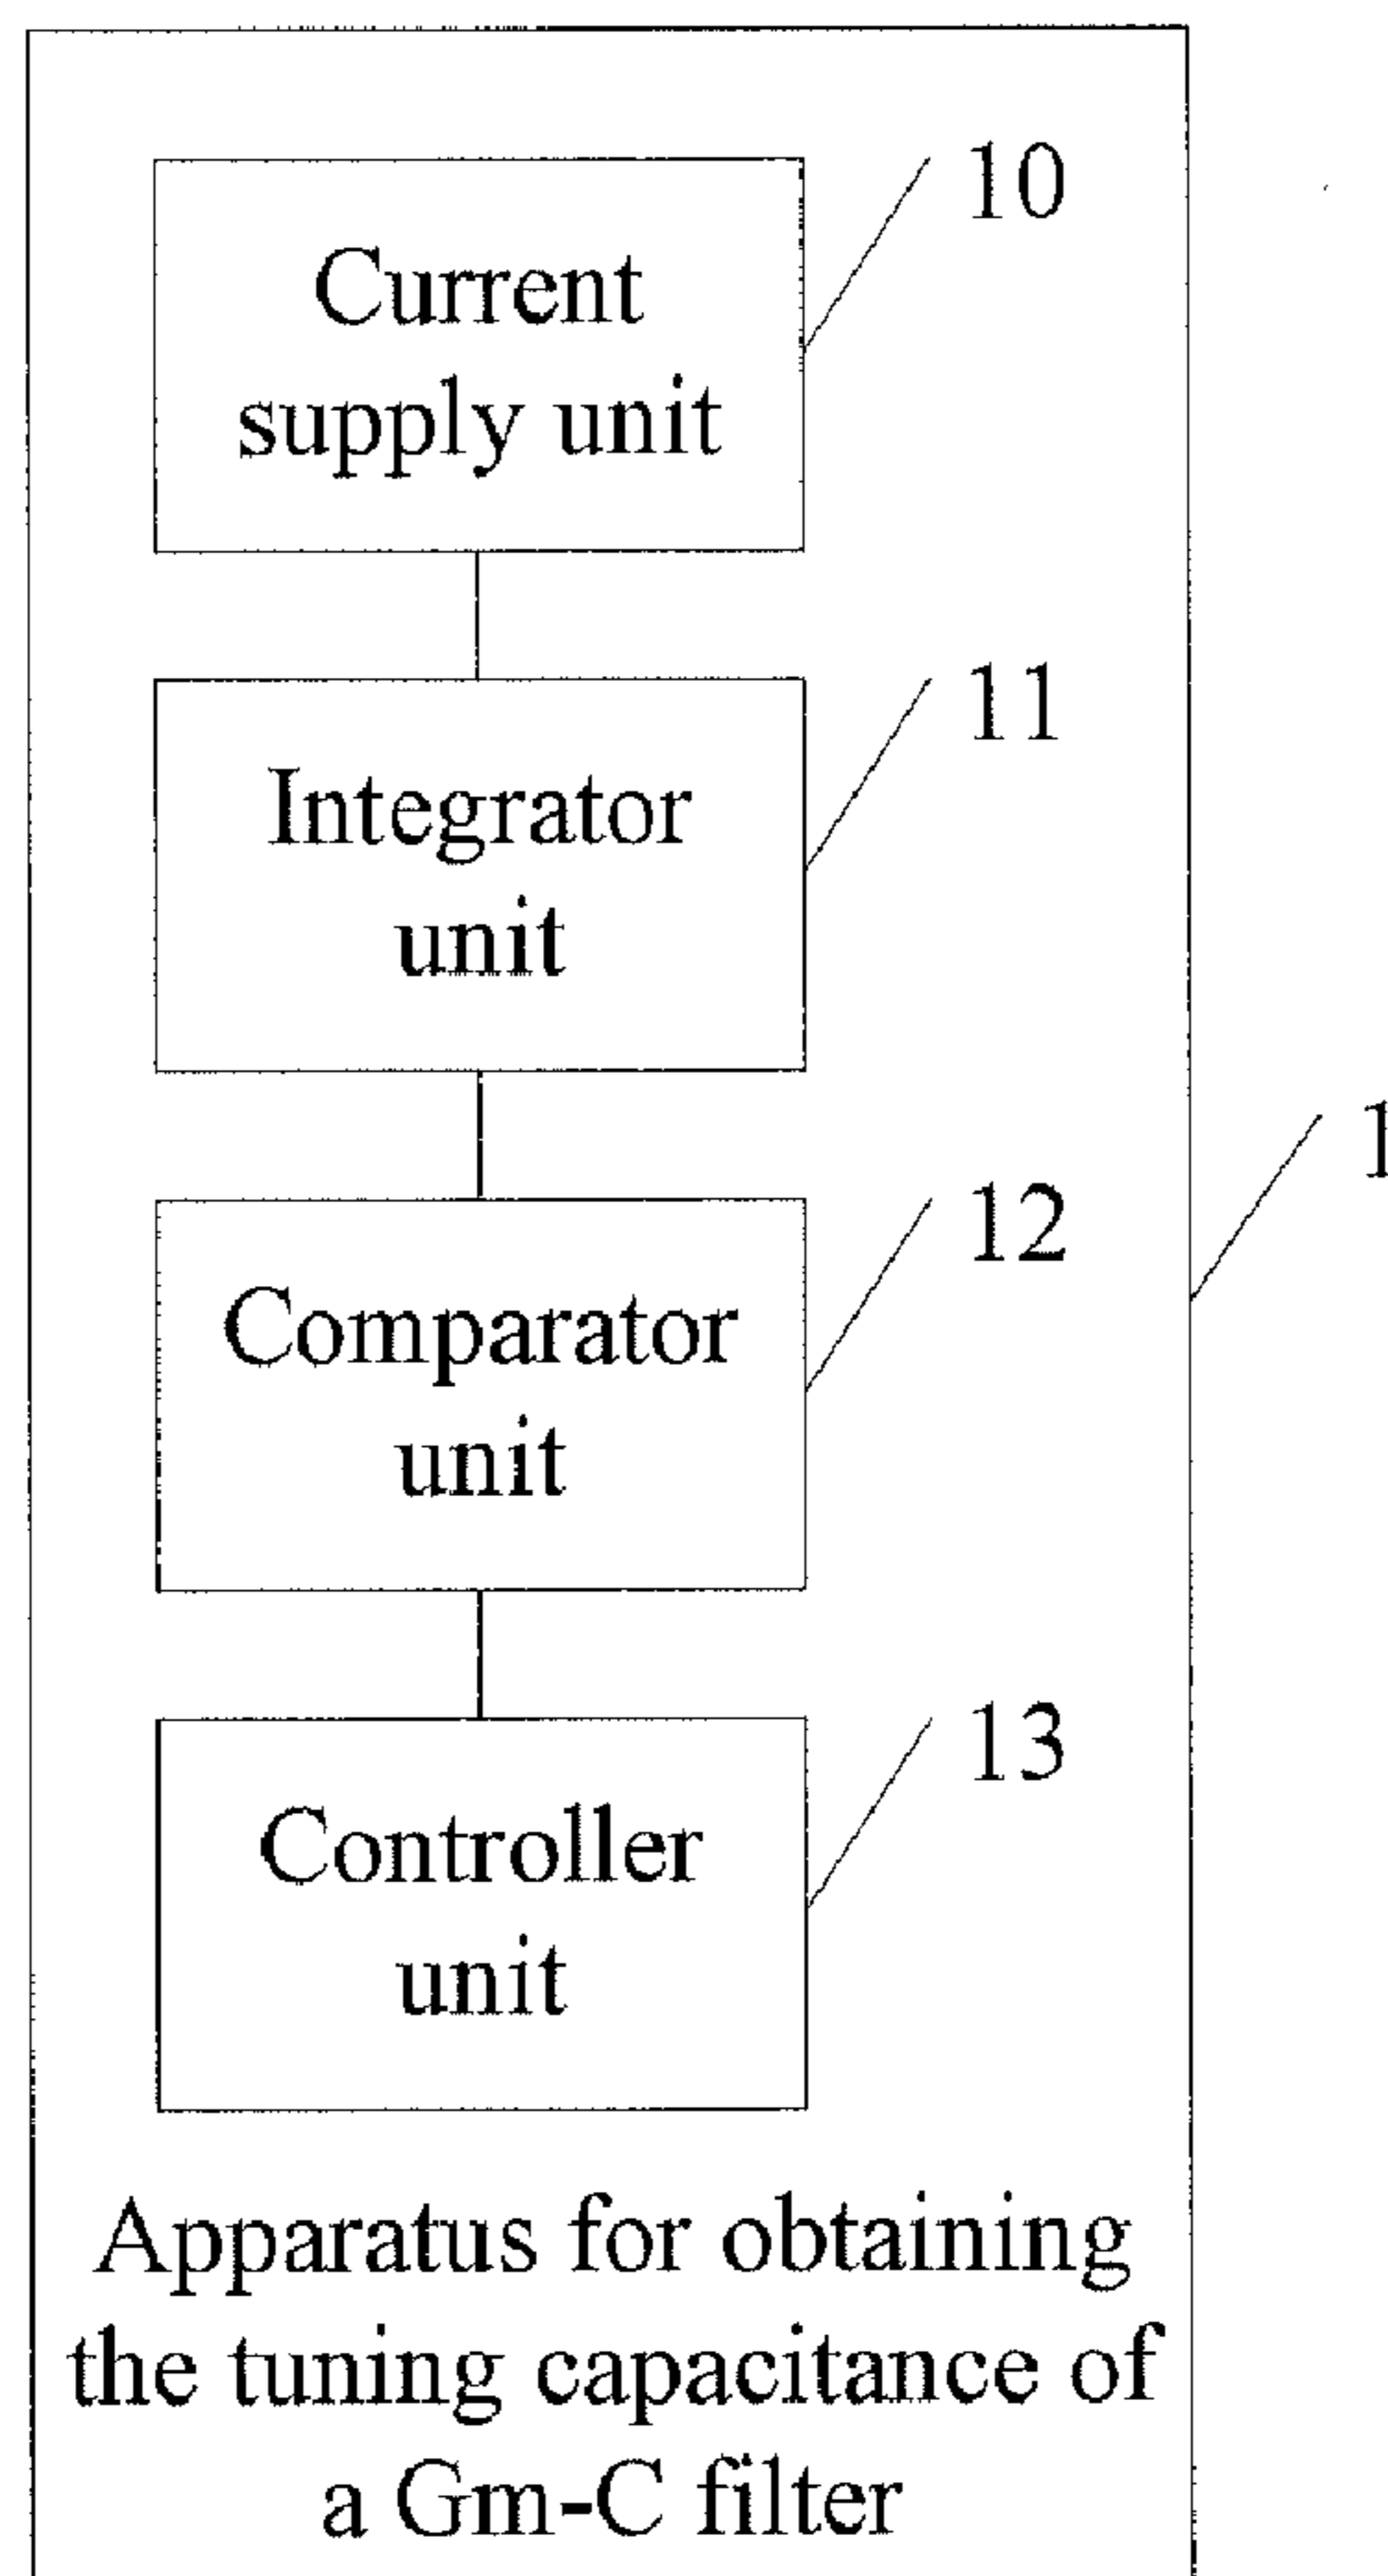 10
Current
supply unit
11
Integrator
unit
1
12
Comparator
unit
13
Controller
unit
Apparatus for obtaining
the tuning capacitance of
a Gm-C filter